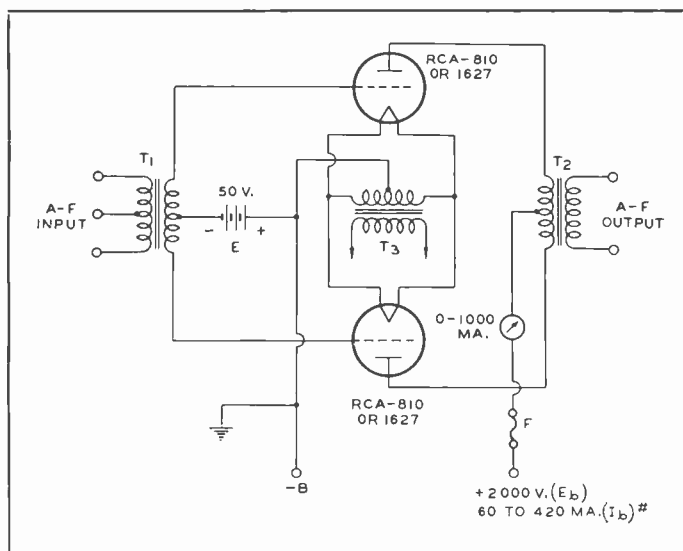 RCA-810
OR 1627
T1
T2
50 V.
A-F
INPUT
- +
E
T3
A-F
OUTPUT
0-1000
MA.
RCA-810
OR 1627
F
-B
+2000 V.(Eb)
60 TO 420 MA.(Ib)#